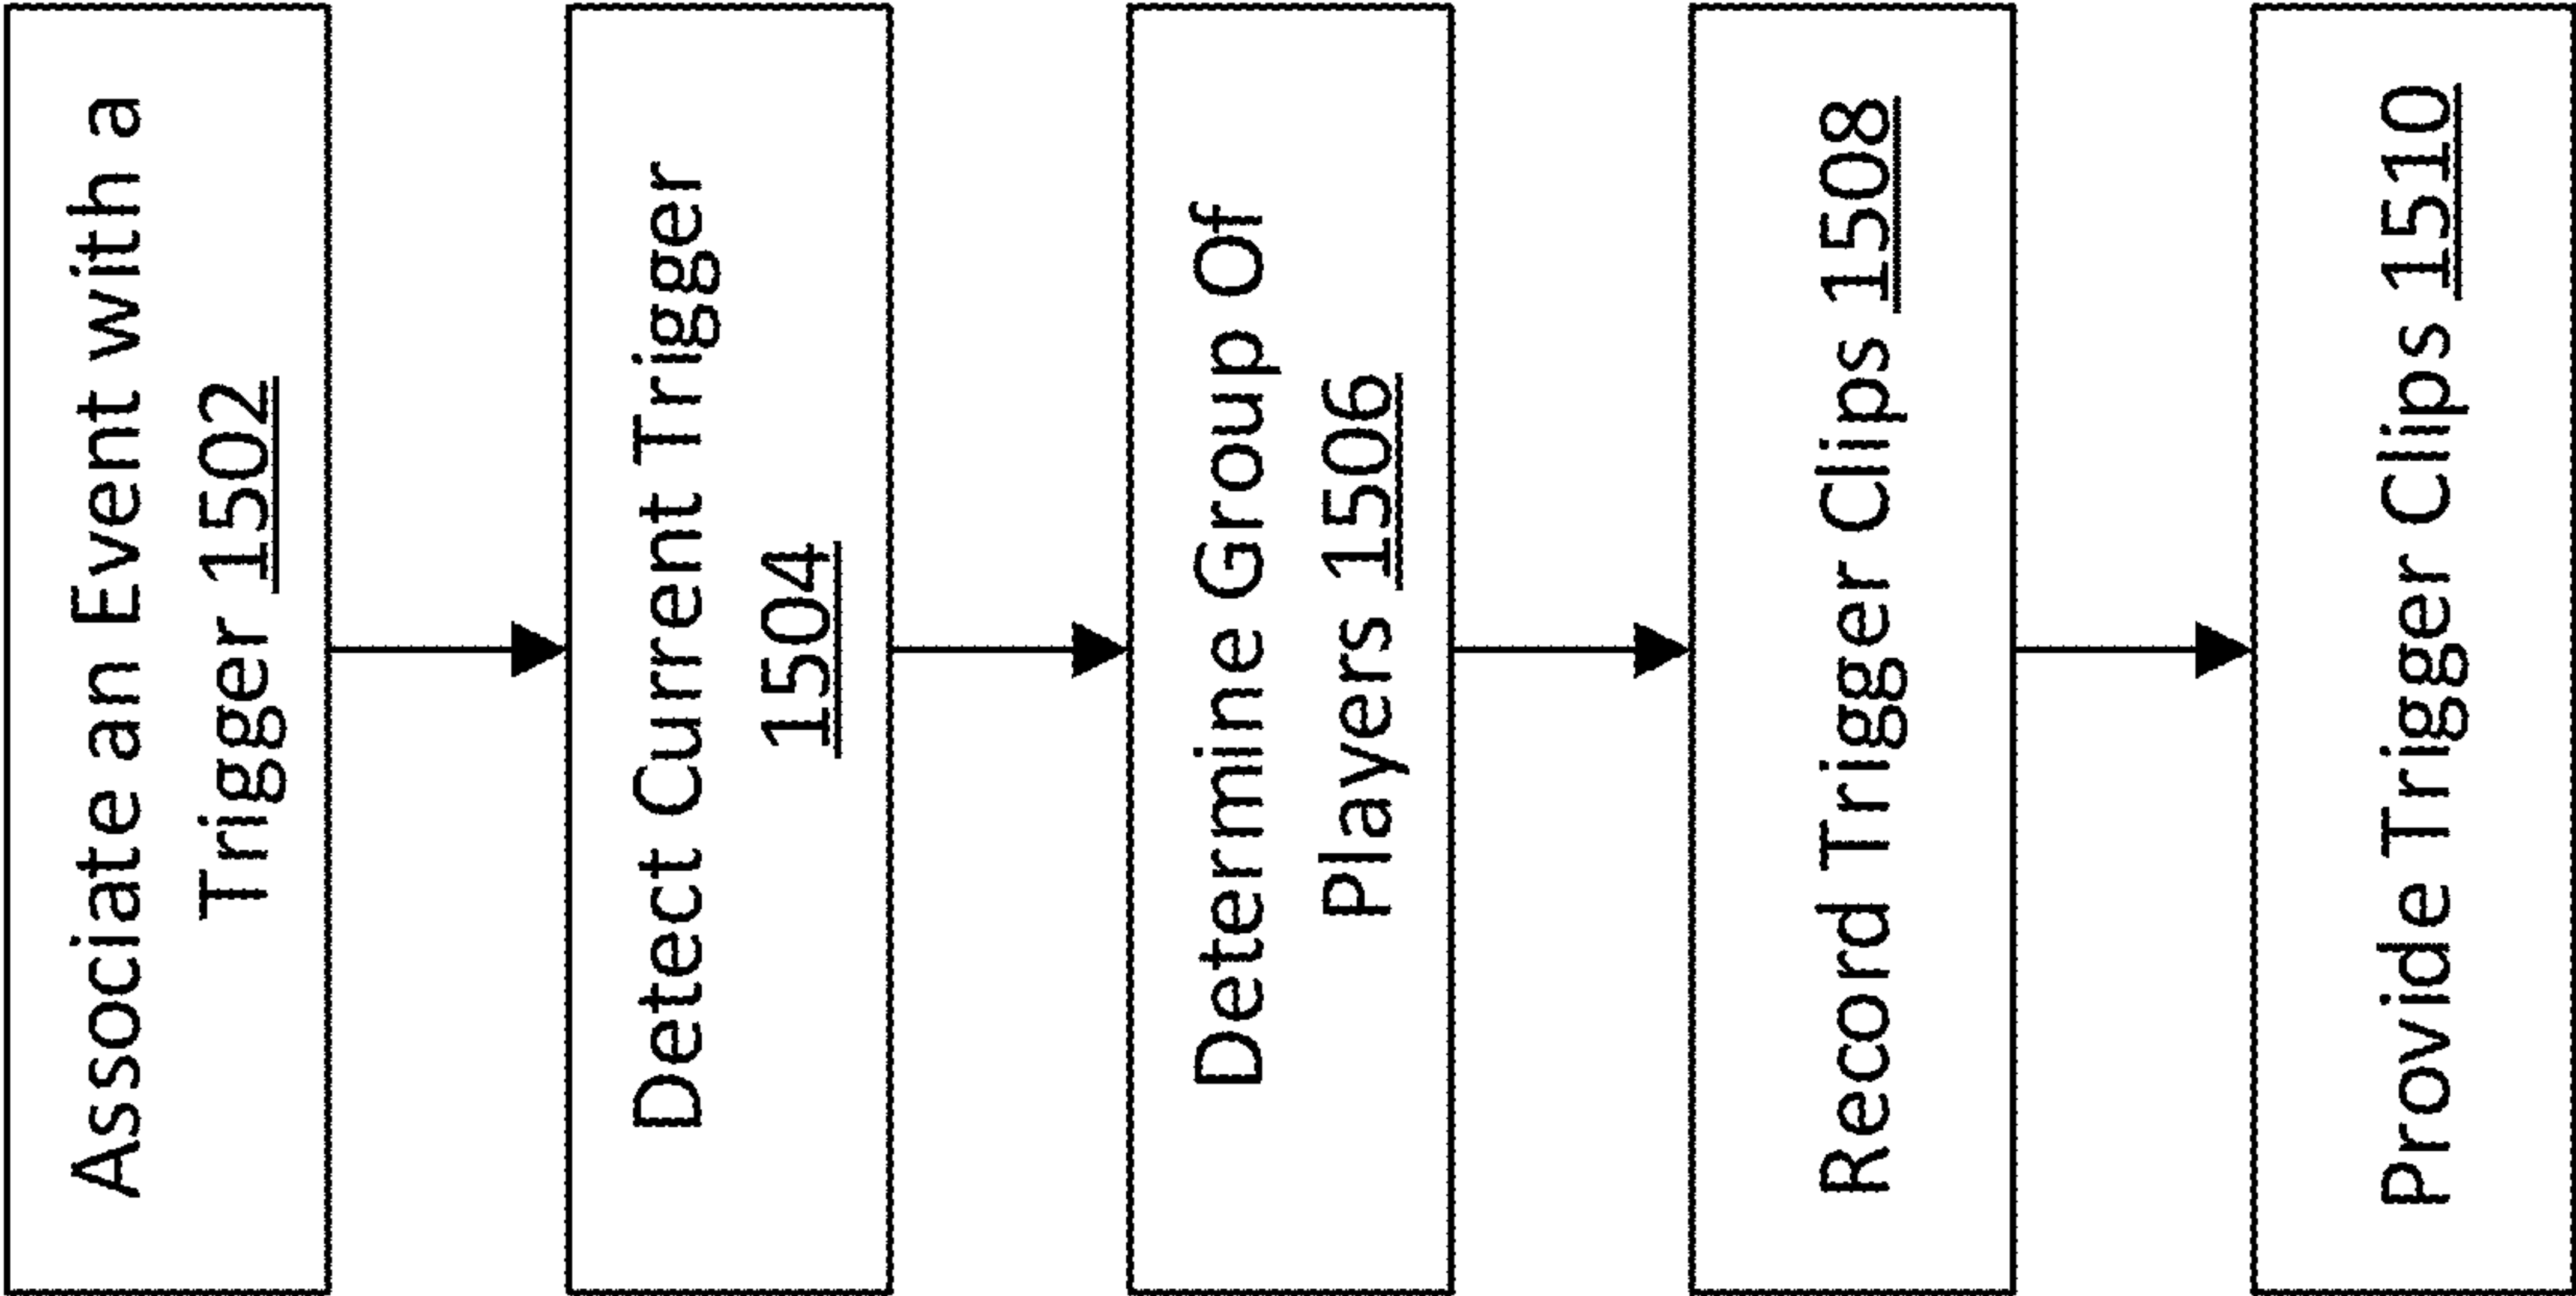 Associate an Event with a
Trigger 1502
Detect Current Trigger
1504
Determine Group Of
Players 1506
Record Trigger Clips 1508
Provide Trigger Clips 1510